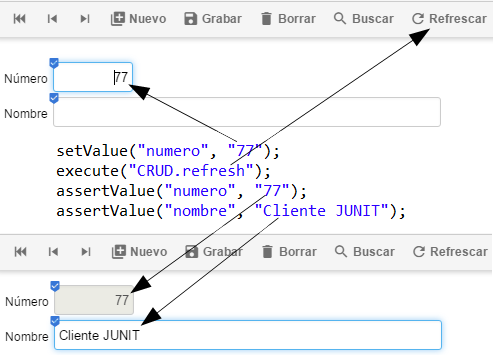 Nuevo Grabar Borrar Buscar Refrescar
Número 77
Nombre
setValue("numero", "77");
execute("CRUD.refresh");
assertValue("numero", "77");
assertValue("nombre", "Cliente JUNIT");
Nuevo Grabar Borrar Buscar Refrescar
Número 77
Nombre Cliente JUNIT